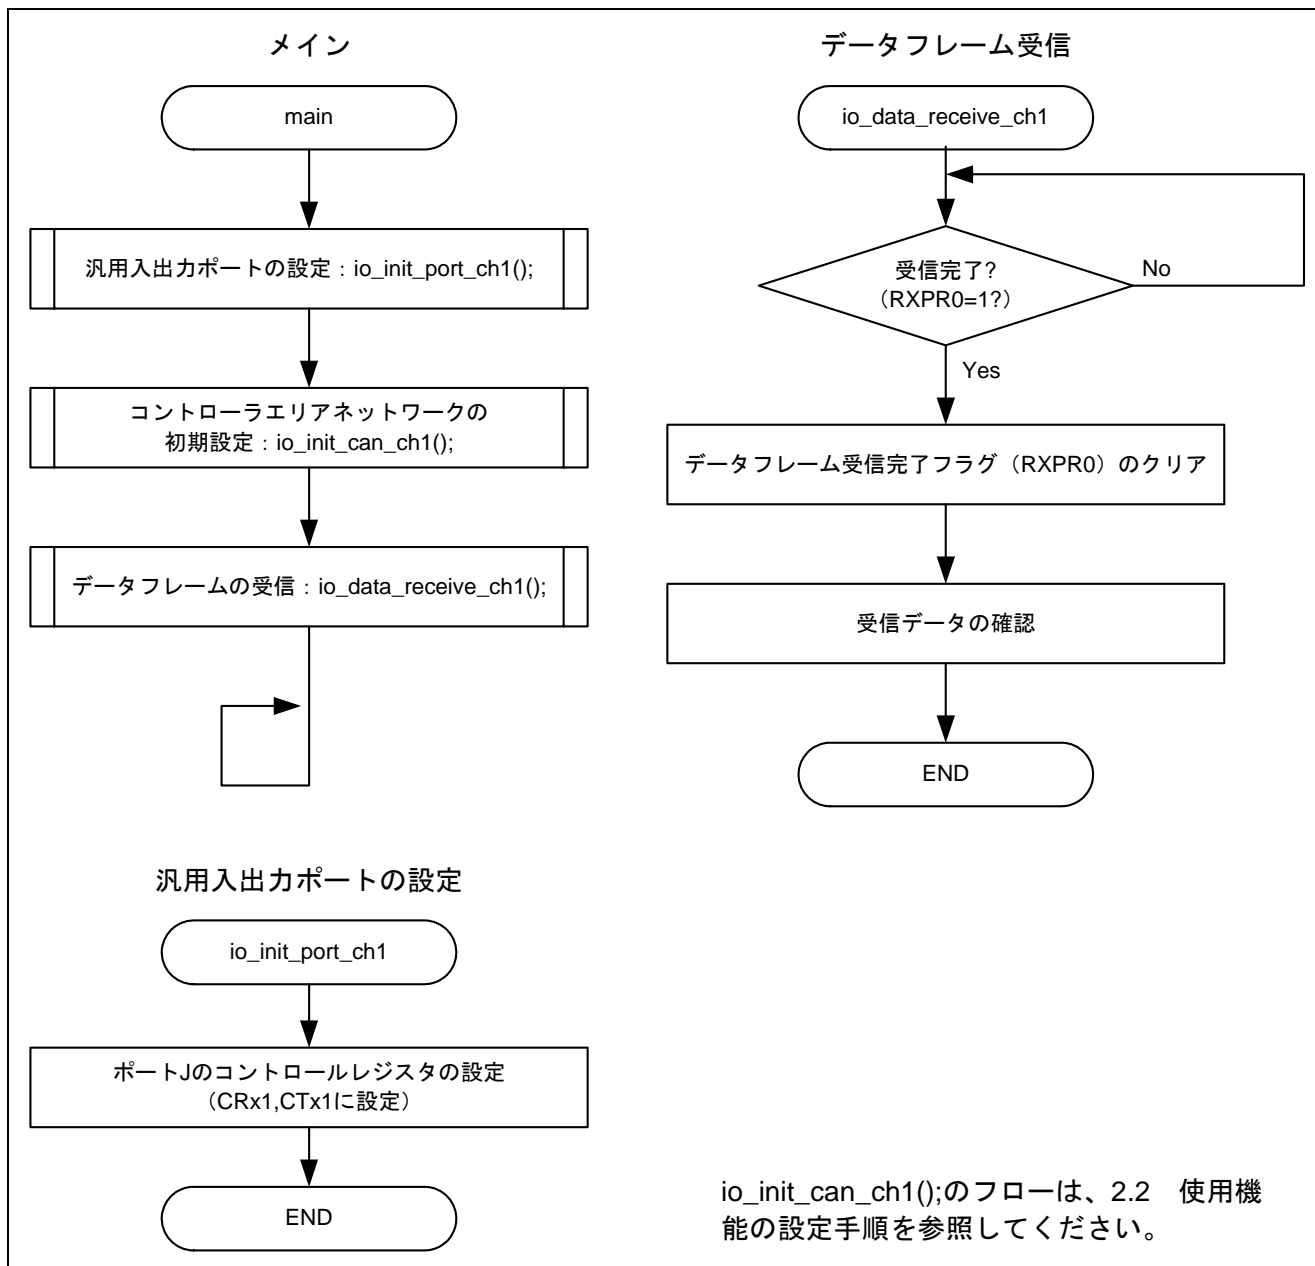 メイン
main
汎用入出力ポートの設定：io_init_port_ch1();
コントローラエリアネットワークの
初期設定：io_init_can_ch1();
データフレームの受信：io_data_receive_ch1();
データフレーム受信
io_data_receive_ch1
受信完了?
（RXPR0=1?）
No
Yes
データフレーム受信完了フラグ（RXPR0）のクリア
受信データの確認
END
汎用入出力ポートの設定
io_init_port_ch1
ポートJのコントロールレジスタの設定
（CRx1,CTx1に設定）
END
io_init_can_ch1();のフローは、2.2　使用機
能の設定手順を参照してください。